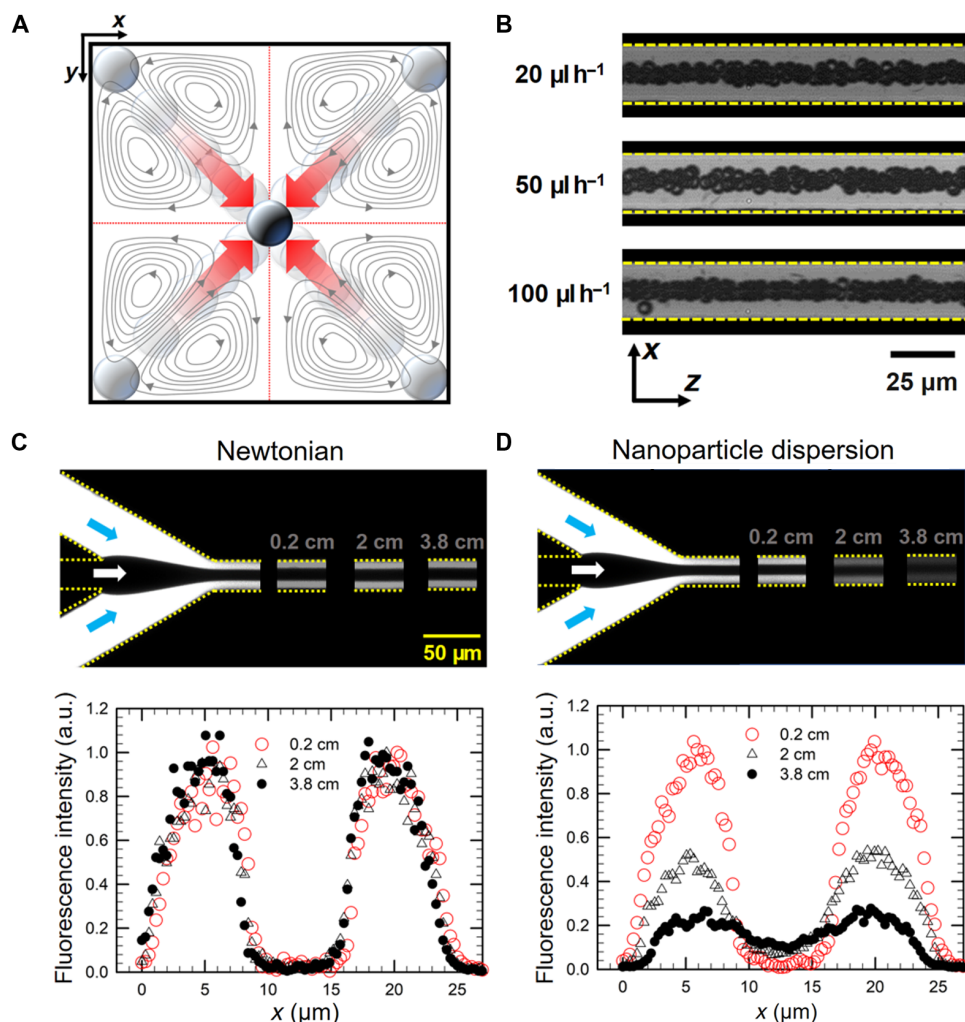 A
x
y
B
20 µl h⁻¹
50 µl h⁻¹
100 µl h⁻¹
x
z
25 µm
C
Newtonian
0.2 cm 2 cm 3.8 cm
50 µm
D
Nanoparticle dispersion
0.2 cm 2 cm 3.8 cm
Fluorescence intensity (a.u.)
1.2
1.0
0.8
0.6
0.4
0.2
0.0
0.2 cm
2 cm
3.8 cm
0 5 10 15 20 25
x (µm)
Fluorescence intensity (a.u.)
1.2
1.0
0.8
0.6
0.4
0.2
0.0
0.2 cm
2 cm
3.8 cm
0 5 10 15 20 25
x (µm)